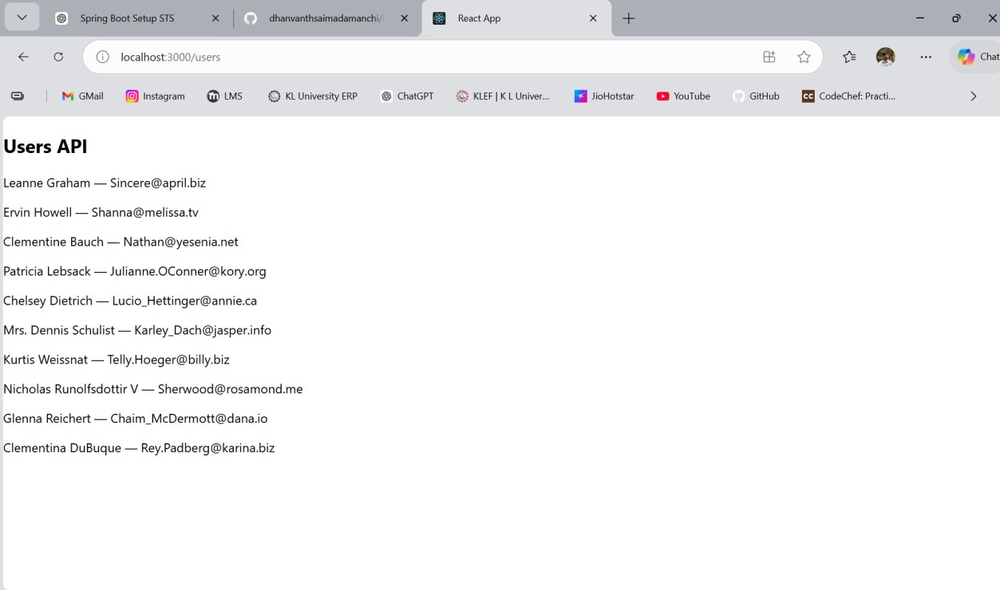 Spring Boot Setup STS
dhanvanthsaimadamanchi/
React App
localhost:3000/users
Chat
GMail
Instagram
LMS
KL University ERP
ChatGPT
KLEF | K L Univer...
JioHotstar
YouTube
GitHub
CC CodeChef: Practi...
Users API
Leanne Graham — Sincere@april.biz
Ervin Howell — Shanna@melissa.tv
Clementine Bauch — Nathan@yesenia.net
Patricia Lebsack — Julianne.OConner@kory.org
Chelsey Dietrich — Lucio_Hettinger@annie.ca
Mrs. Dennis Schulist — Karley_Dach@jasper.info
Kurtis Weissnat — Telly.Hoeger@billy.biz
Nicholas Runolfsdottir V — Sherwood@rosamond.me
Glenna Reichert — Chaim_McDermott@dana.io
Clementina DuBuque — Rey.Padberg@karina.biz